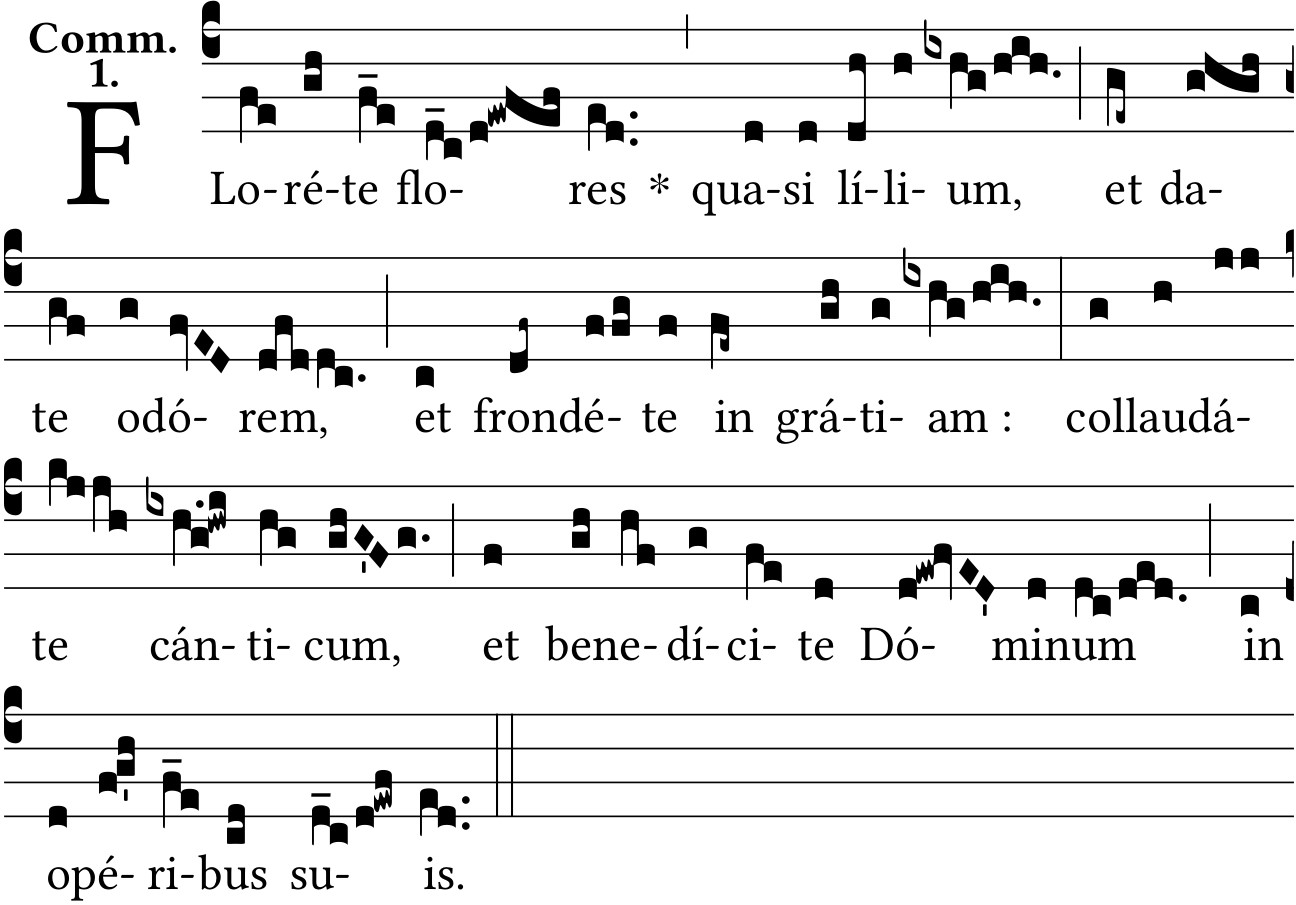 Comm.
1.
FLo-ré-te flo- res * qua-si lí-li- um, et da-
te odó- rem, et frondé- te in grá-ti- am : collaudá-
te cán- ti- cum, et bene-dí-ci- te Dó- minum in
opé- ri-bus su- is.